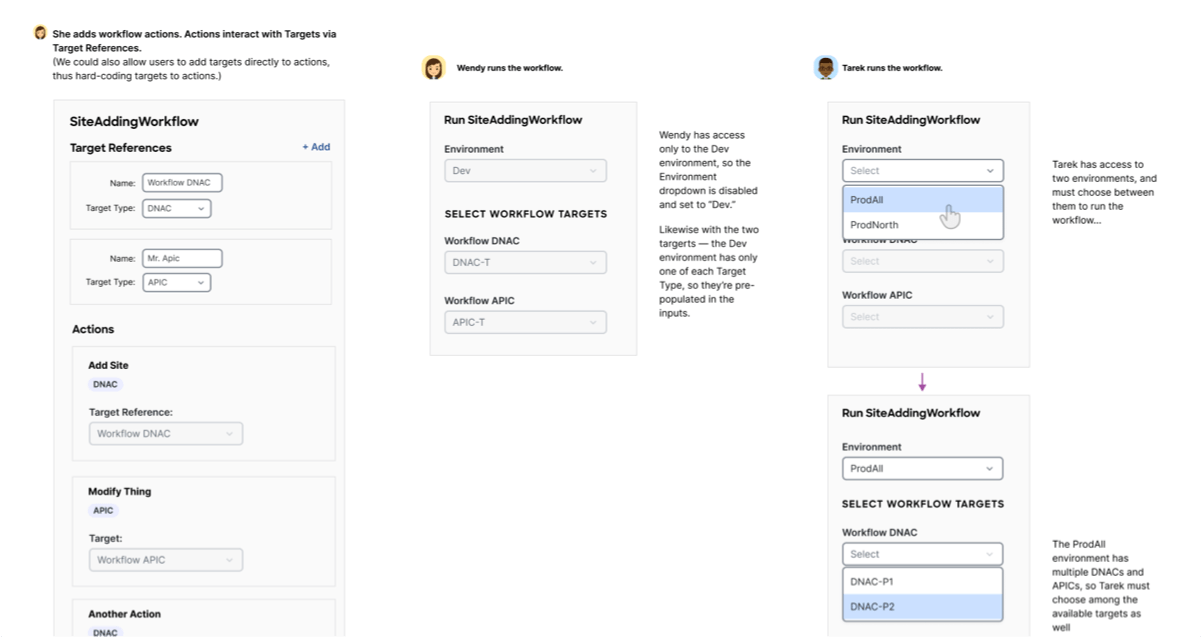 She adds workflow actions. Actions interact with Targets via
Target References.
(We could also allow users to add targets directly to actions,
thus hard-coding targets to actions.)
SiteAddingWorkflow
Target References
+ Add
Name: Workflow DNAC
Target Type: DNAC
Name: Mr. Apic
Target Type: APIC
Actions
Add Site
DNAC
Target Reference:
Workflow DNAC
Modify Thing
APIC
Target:
Workflow APIC
Another Action
DNAC
Wendy runs the workflow.
Run SiteAddingWorkflow
Environment
Dev
SELECT WORKFLOW TARGETS
Workflow DNAC
DNAC-T
Workflow APIC
APIC-T
Wendy has access
only to the Dev
environment, so the
Environment
dropdown is disabled
and set to “Dev.”
Likewise with the two
targerts — the Dev
environment has only
one of each Target
Type, so they’re pre-
populated in the
inputs.
Tarek runs the workflow.
Run SiteAddingWorkflow
Environment
Select
ProdAll
ProdNorth
Workflow DNAC
Select
Workflow APIC
Select
Tarek has access to
two environments, and
must choose between
them to run the
workflow...
Run SiteAddingWorkflow
Environment
ProdAll
SELECT WORKFLOW TARGETS
Workflow DNAC
Select
DNAC-P1
DNAC-P2
The ProdAll
environment has
multiple DNACs and
APICs, so Tarek must
choose among the
available targets as
well